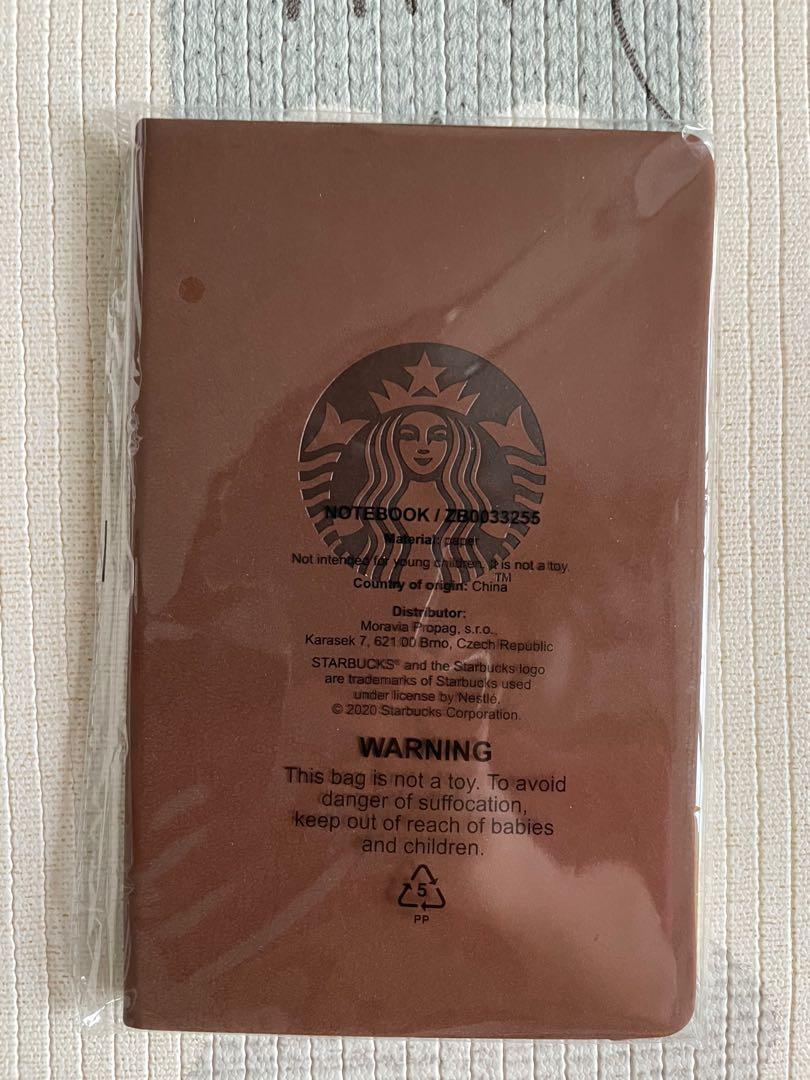 NOTEBOOK / ZB0033255
Material: paper
Not intended for young children. It is not a toy.
TM
Country of origin: China
Distributor:
Moravia Propag, s.r.o.,
Karasek 7, 621 00 Brno, Czech Republic
STARBUCKS® and the Starbucks logo
are trademarks of Starbucks used
under license by Nestlé.
© 2020 Starbucks Corporation.
WARNING
This bag is not a toy. To avoid
danger of suffocation,
keep out of reach of babies
and children.
5
PP